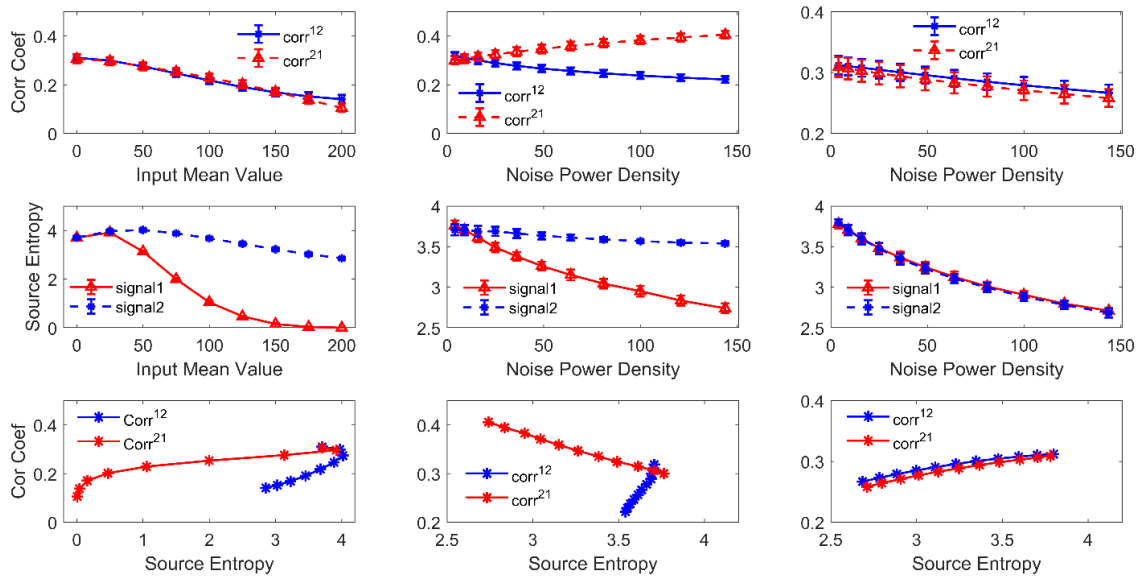 Corr Coef
0.4
0.2
0
corr12
corr21
0 50 100 150 200
Input Mean Value
0.4
0.2
0
corr12
corr21
0 50 100 150
Noise Power Density
0.4
0.3
0.2
corr12
corr21
0 50 100 150
Noise Power Density
Source Entropy
4
2
0
signal1
signal2
0 50 100 150 200
Input Mean Value
4
3.5
3
2.5
signal1
signal2
0 50 100 150
Noise Power Density
4
3.5
3
2.5
signal1
signal2
0 50 100 150
Noise Power Density
Corr Coef
0.4
0.2
0
Corr12
Corr21
0 1 2 3 4
Source Entropy
0.5
0.4
0.3
0.2
corr12
corr21
2.5 3 3.5 4
Source Entropy
0.4
0.3
0.2
corr12
corr21
2.5 3 3.5 4
Source Entropy